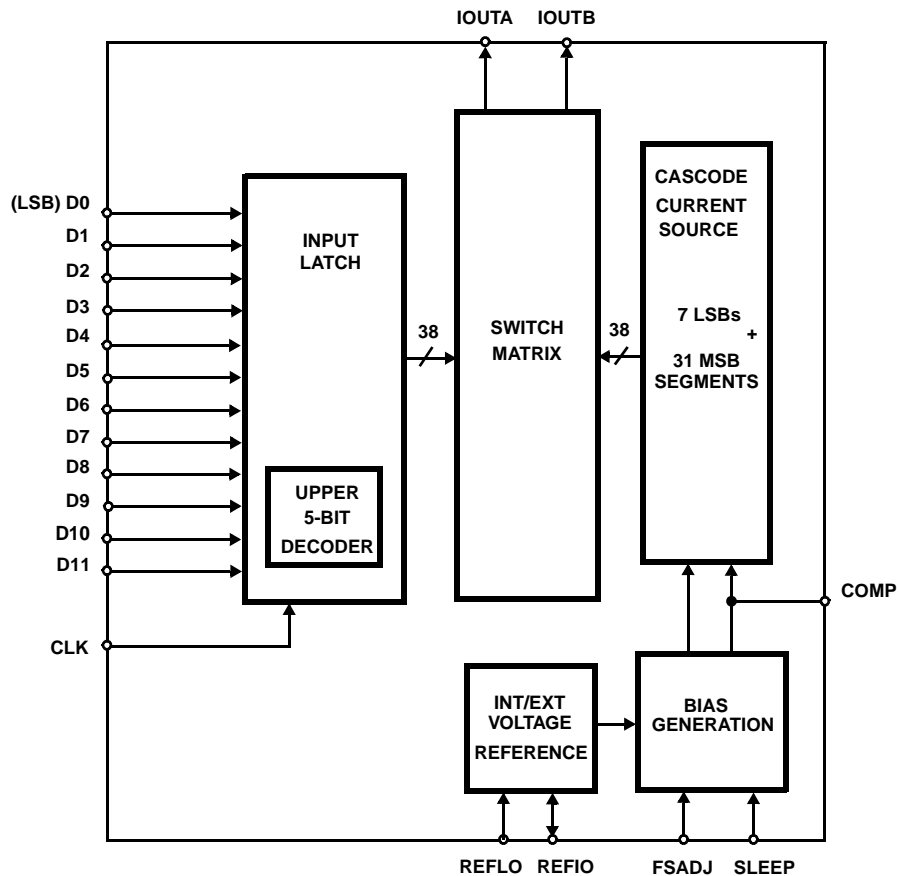 IOUTA IOUTB
(LSB) D0
D1
D2
D3
D4
D5
D6
D7
D8
D9
D10
D11
CLK
INPUT
LATCH
UPPER
5-BIT
DECODER
38
SWITCH
MATRIX
38
CASCODE
CURRENT
SOURCE
7 LSBs
+
31 MSB
SEGMENTS
COMP
INT/EXT
VOLTAGE
REFERENCE
BIAS
GENERATION
REFLO REFIO FSADJ SLEEP